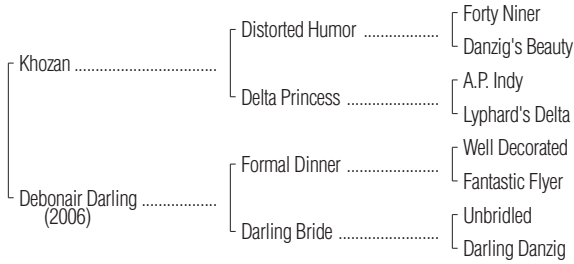 Forty Niner
Distorted Humor ..................
Danzig's Beauty
Khozan ..................................
A.P. Indy
Delta Princess ......................
Lyphard's Delta
Well Decorated
Formal Dinner ......................
Fantastic Flyer
Debonair Darling ..................
(2006)
Unbridled
Darling Bride ........................
Darling Danzig